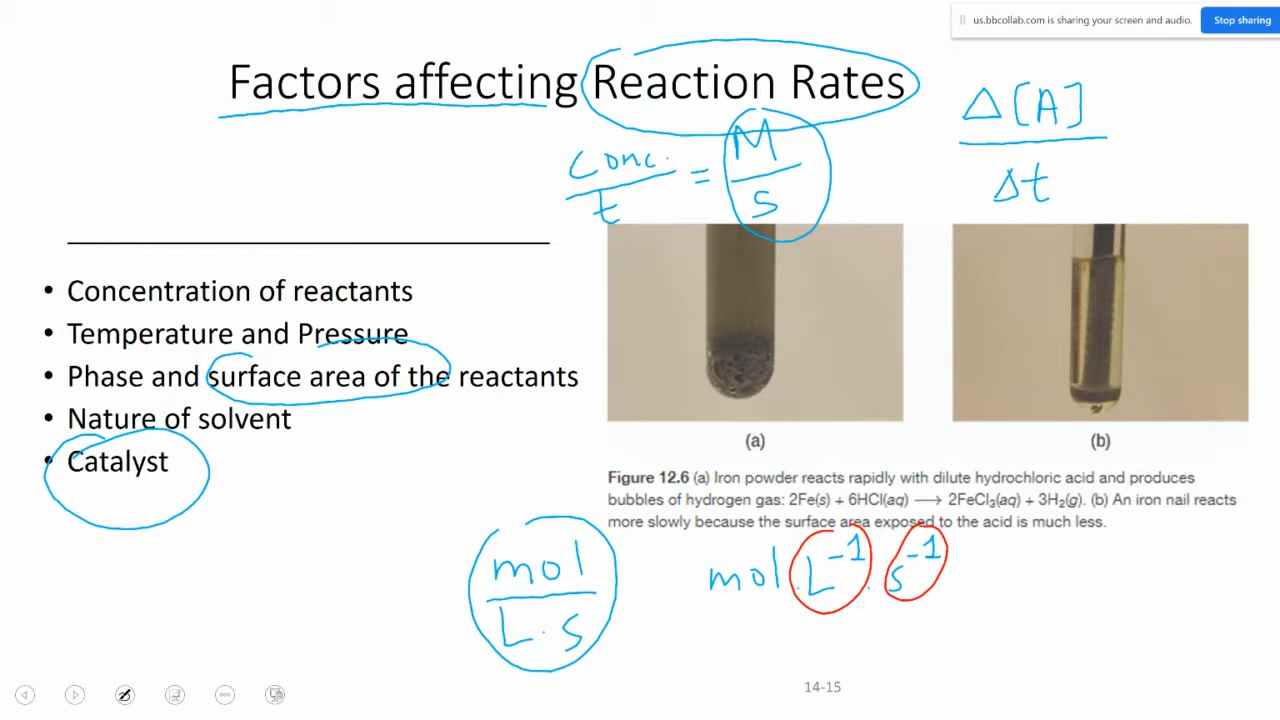 us.bbcollab.com is sharing your screen and audio.
Stop sharing
Factors affecting Reaction Rates
conc. / t = M / s
Δ[A] / Δt
• Concentration of reactants
• Temperature and Pressure
• Phase and surface area of the reactants
• Nature of solvent
• Catalyst
(a)
(b)
Figure 12.6 (a) Iron powder reacts rapidly with dilute hydrochloric acid and produces
bubbles of hydrogen gas: 2Fe(s) + 6HCl(aq) ⟶ 2FeCl₃(aq) + 3H₂(g). (b) An iron nail reacts
more slowly because the surface area exposed to the acid is much less.
mol / L·s
mol·L⁻¹·s⁻¹
14-15